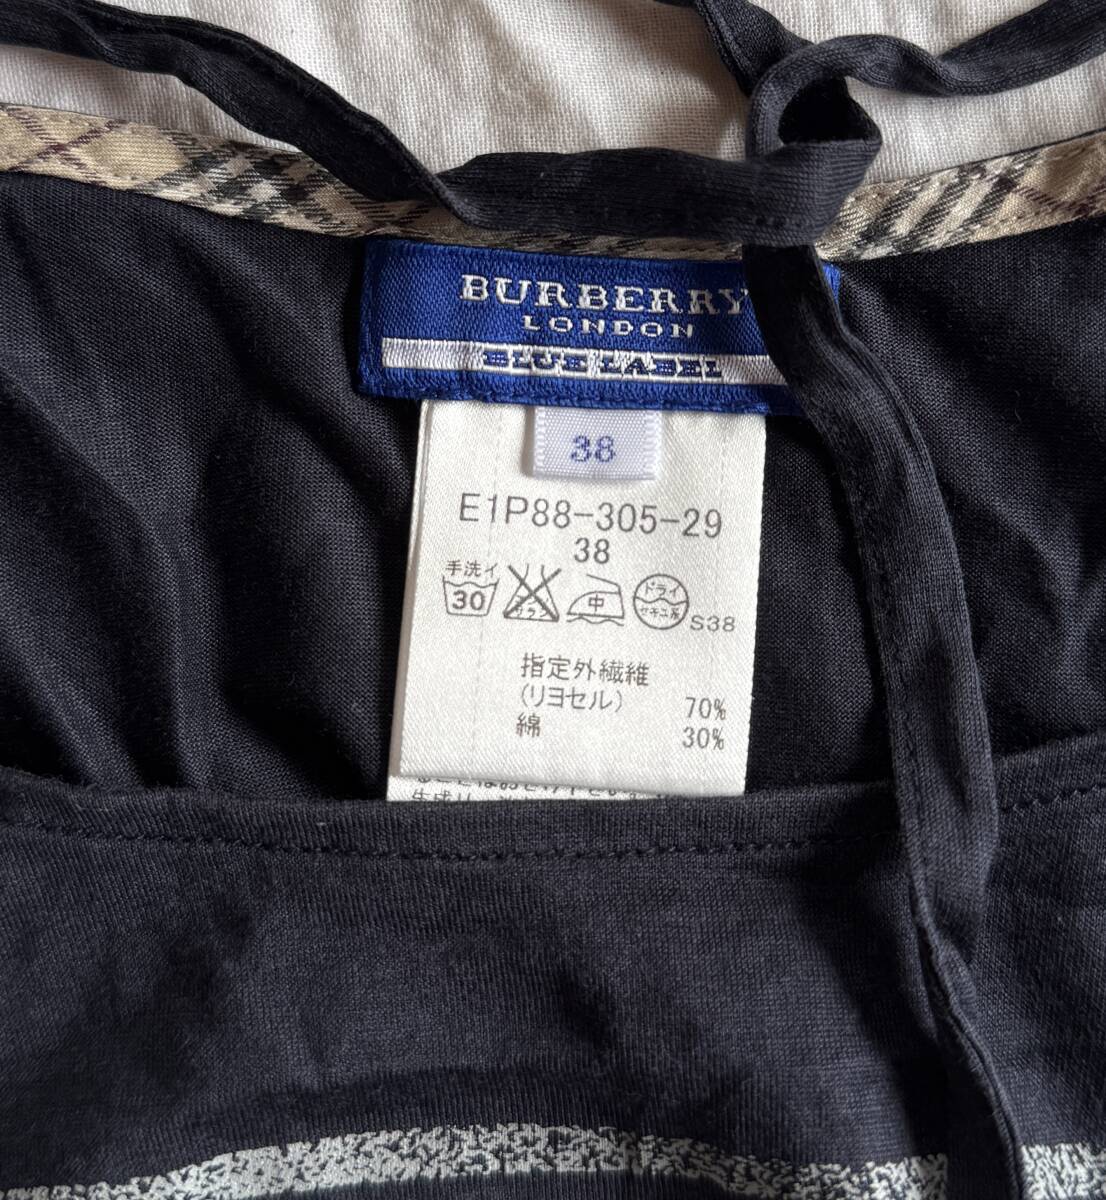 BURBERRY
LONDON
BLUE LABEL
38
E1P88-305-29
38
手洗イ
30 中 ドライ セキユ系 S38
指定外繊維
(リヨセル) 70%
綿 30%